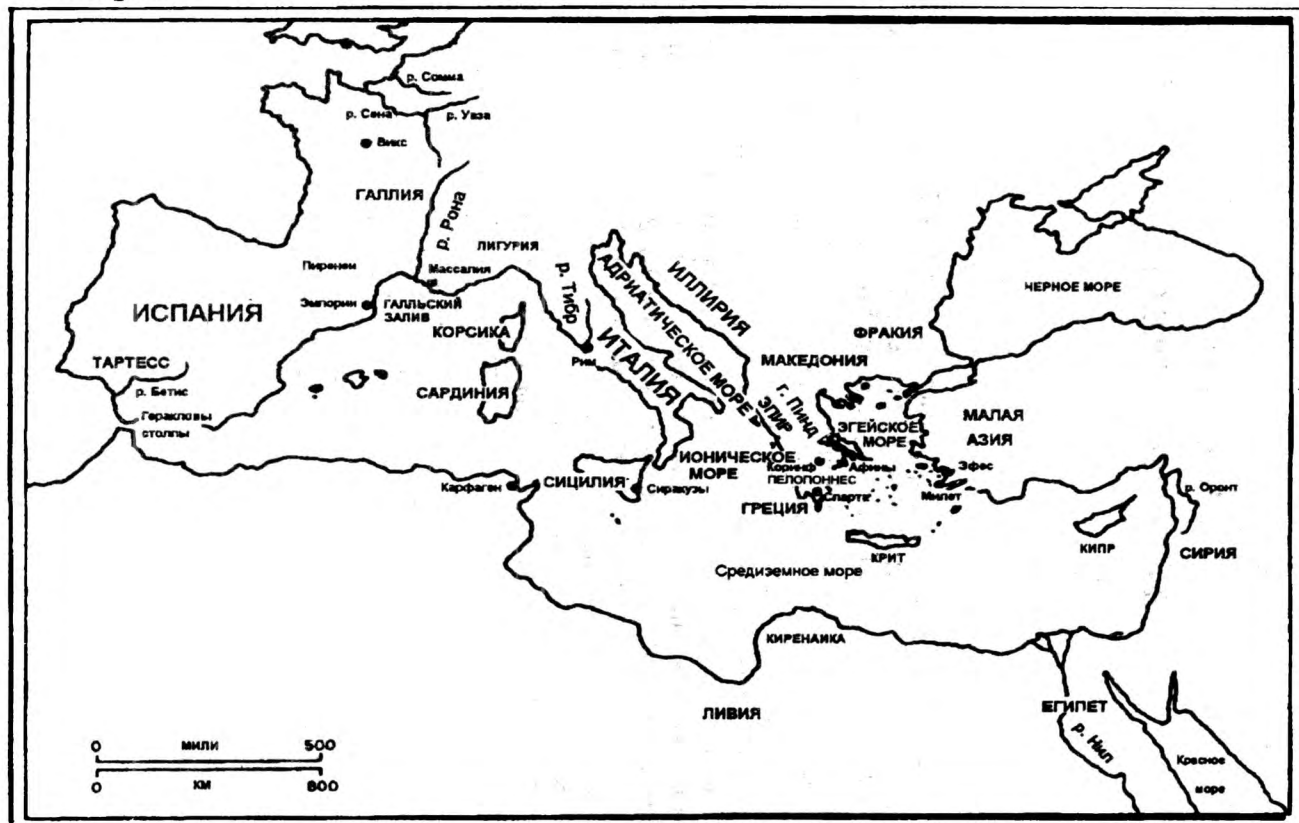 р. Сомма
р. Сена
р. Уаза
Викс
ГАЛЛИЯ
р. Рона
ЛИГУРИЯ
Пиренеи
Массалия
Эмпорий
ГАЛЛЬСКИЙ
ЗАЛИВ
ИСПАНИЯ
КОРСИКА
р. Тибр
АДРИАТИЧЕСКОЕ МОРЕ
ИЛЛИРИЯ
ЧЕРНОЕ МОРЕ
ФРАКИЯ
МАКЕДОНИЯ
ИТАЛИЯ
Рим
ТАРТЕСС
САРДИНИЯ
р. Бетис
Геракловы
столпы
г. Пинд
ЭПИР
ЭГЕЙСКОЕ
МОРЕ
МАЛАЯ
АЗИЯ
ИОНИЧЕСКОЕ
МОРЕ
Коринф
Афины
Эфес
ПЕЛОПОННЕС
Карфаген
СИЦИЛИЯ
Сиракузы
Спарта
Милет
р. Оронт
ГРЕЦИЯ
КРИТ
КИПР
СИРИЯ
Средиземное море
КИРЕНАИКА
ЛИВИЯ
ЕГИПЕТ
р. Нил
Красное
море
0 МИЛИ 500
0 КМ 800